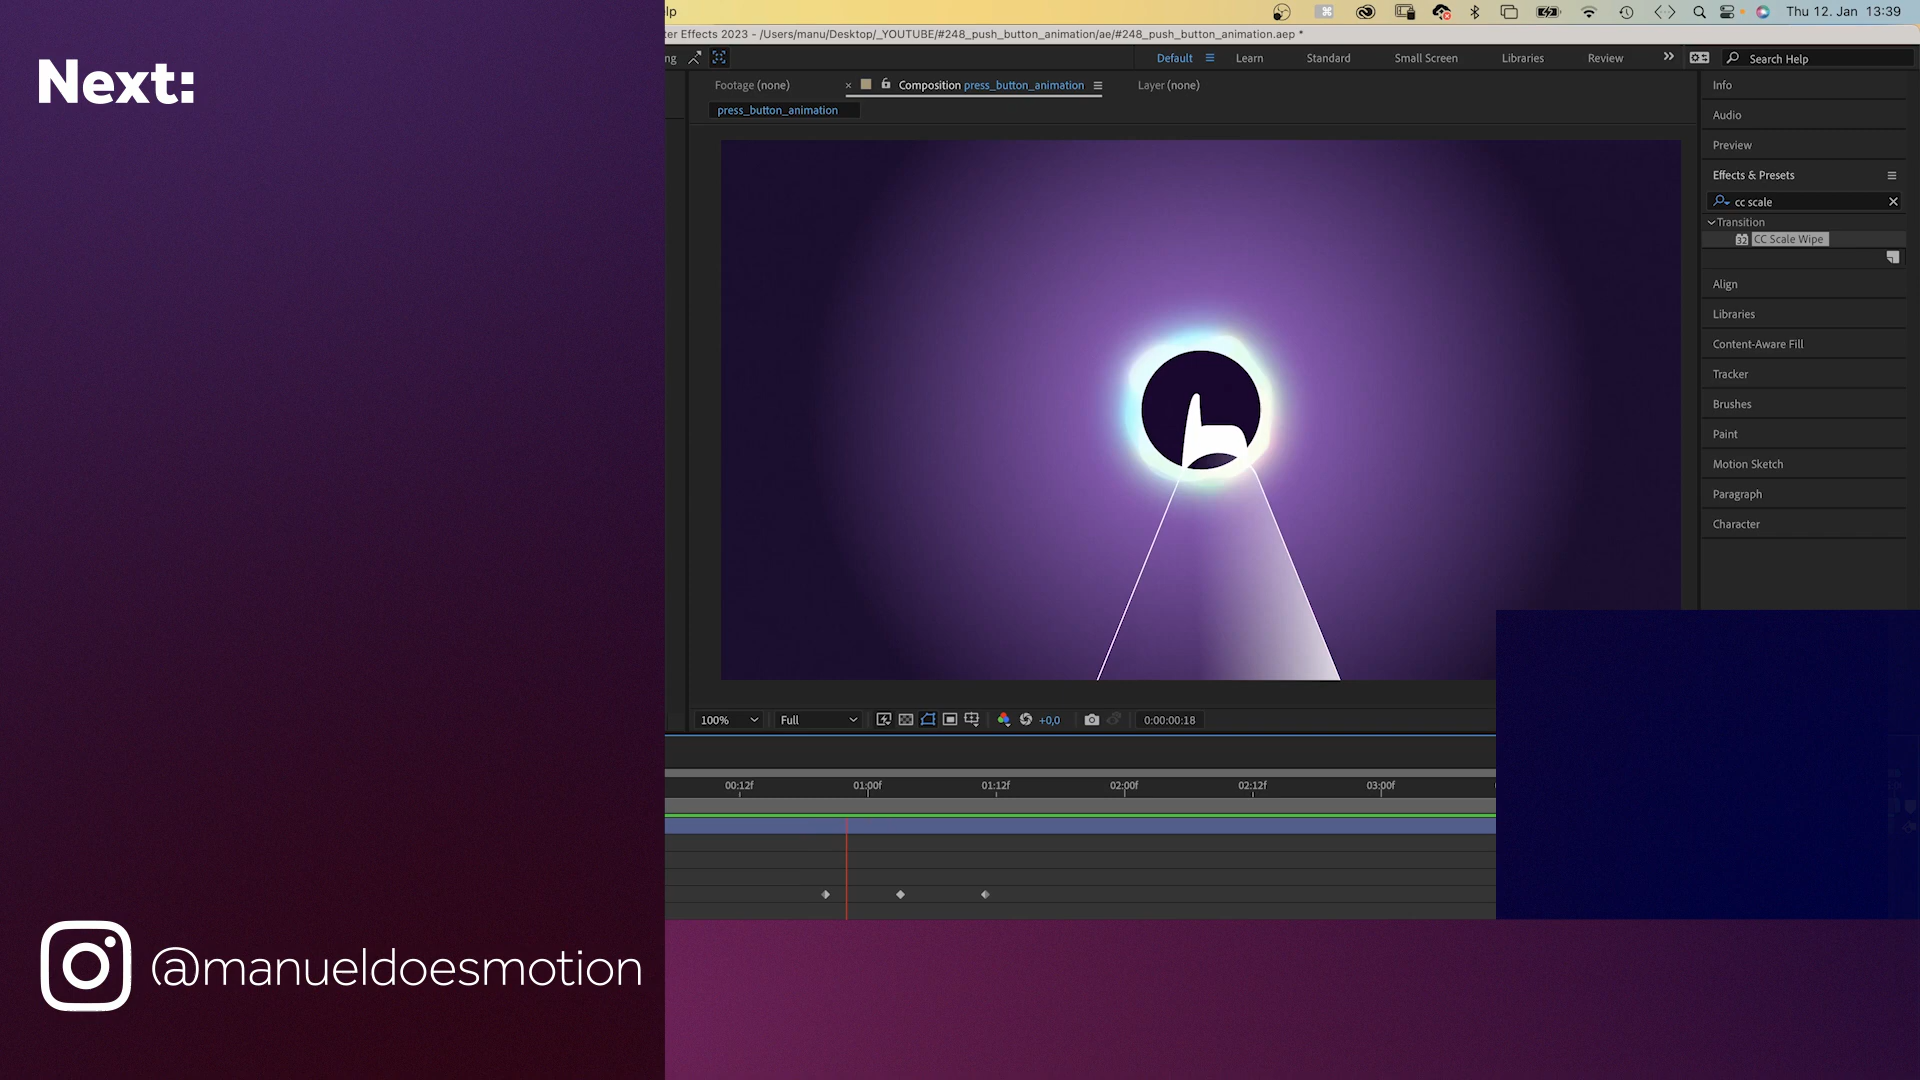 Next:
@manueldoesmotion
lp
Thu 12. Jan 13:39
ter Effects 2023 - /Users/manu/Desktop/_YOUTUBE/#248_push_button_animation/ae/#248_push_button_animation.aep *
ng
Default
Learn
Standard
Small Screen
Libraries
Review
Search Help
Footage (none)
Composition press_button_animation
Layer (none)
press_button_animation
Info
Audio
Preview
Effects & Presets
cc scale
Transition
32 CC Scale Wipe
Align
Libraries
Content-Aware Fill
Tracker
Brushes
Paint
Motion Sketch
Paragraph
Character
100%
Full
+0,0
0:00:00:18
00:12f
01:00f
01:12f
02:00f
02:12f
03:00f